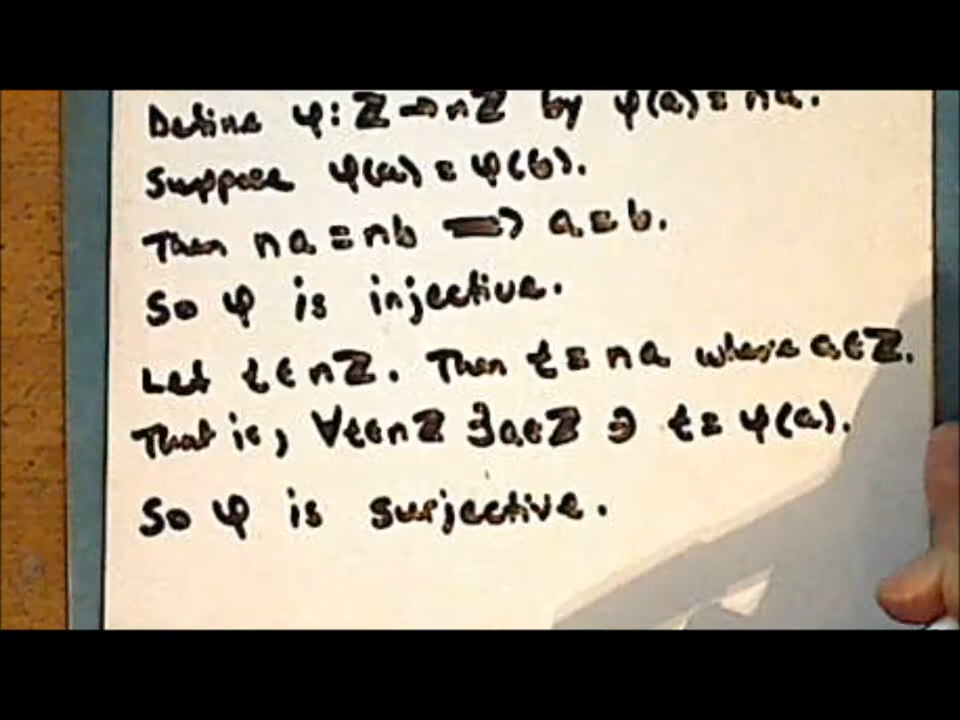 Define φ: ℤ → nℤ by φ(a) = na.
Suppose φ(a) = φ(b).
Then na = nb ⟹ a = b.
So φ is injective.
Let t ∈ nℤ. Then t = na where a ∈ ℤ.
That is, ∀t∈nℤ ∃a∈ℤ ∋ t = φ(a).
So φ is surjective.